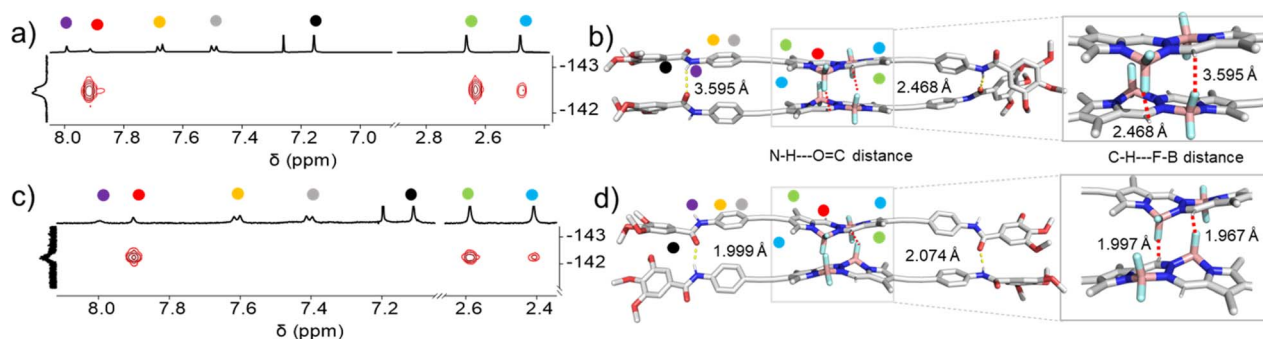 a)
-143
-142
8.0 7.8 7.6 7.4 7.2 7.0 2.8 2.6
δ (ppm)
b)
3.595 Å
2.468 Å
N-H---O=C distance
3.595 Å
2.468 Å
C-H---F-B distance
c)
-143
-142
8.0 7.8 7.6 7.4 7.2 2.6 2.4
δ (ppm)
d)
1.999 Å
2.074 Å
1.997 Å
1.967 Å